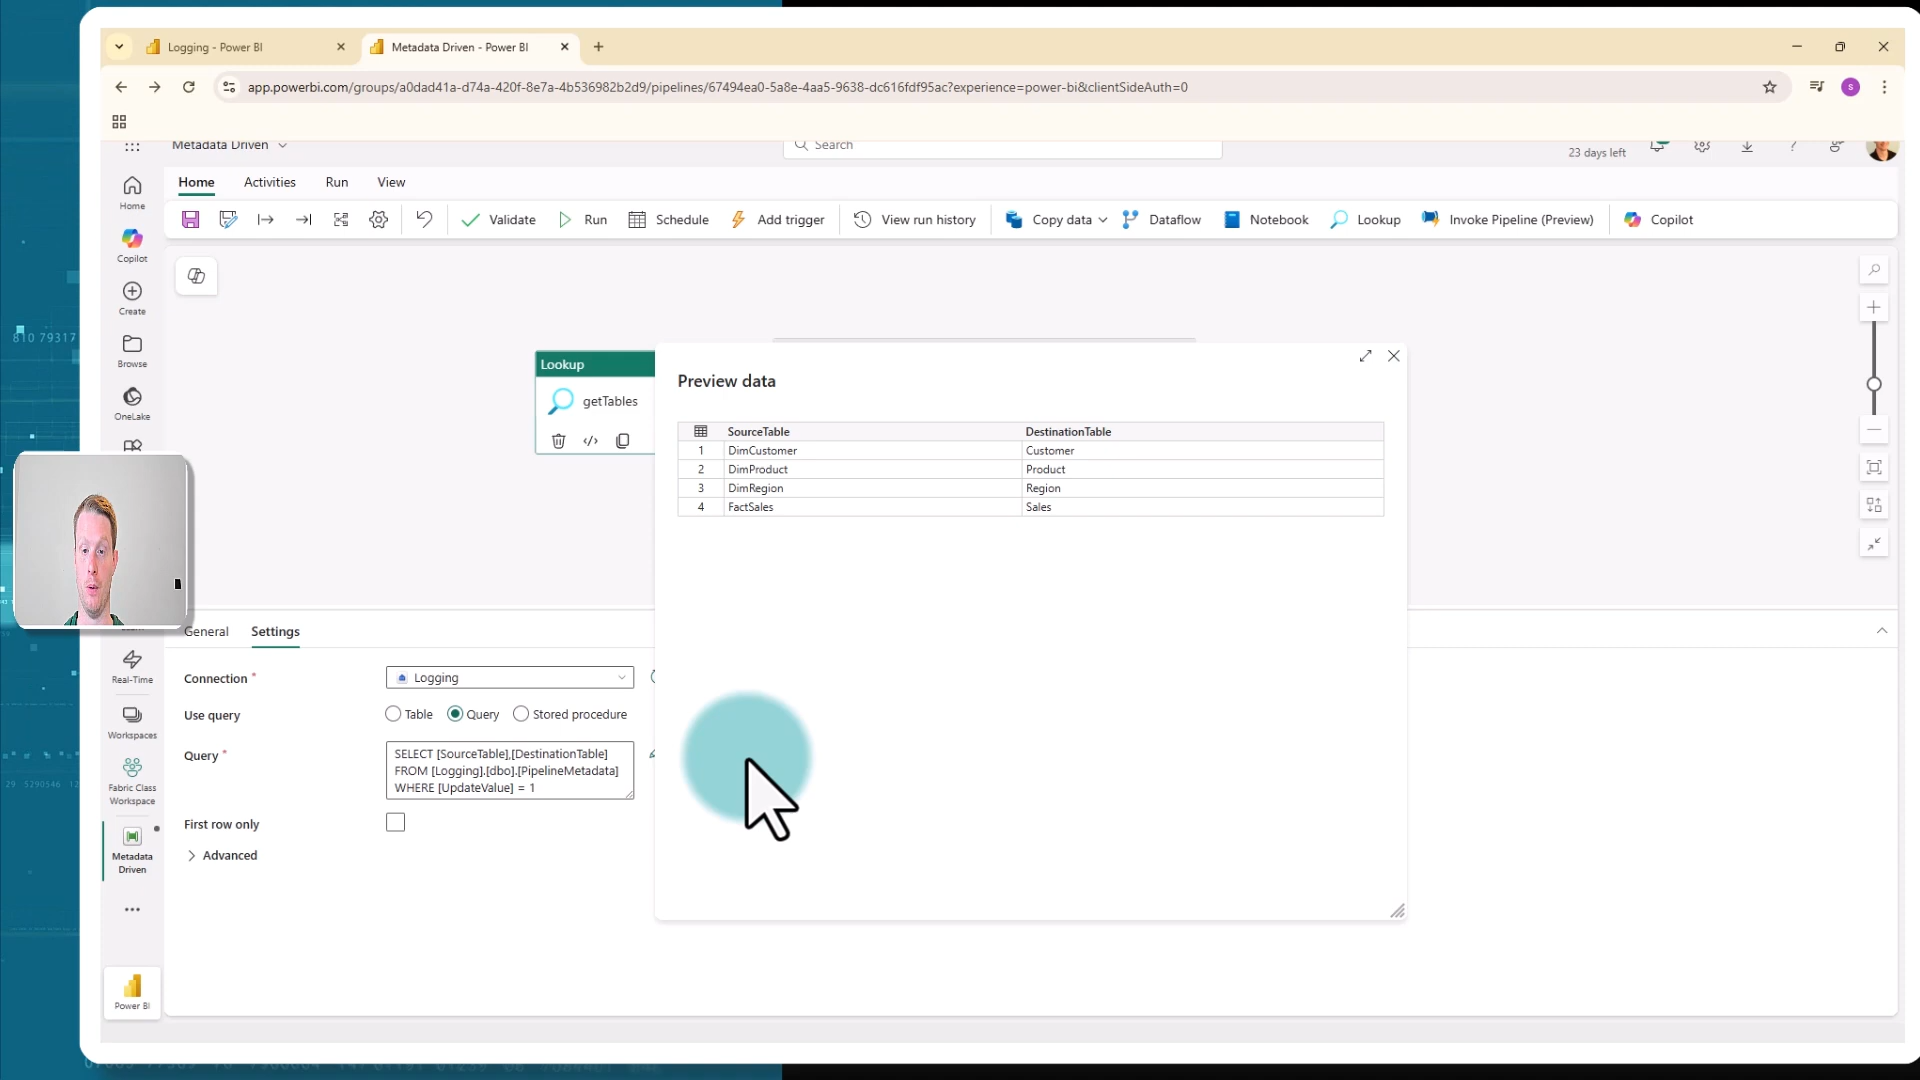 Logging - Power BI
Metadata Driven - Power BI
app.powerbi.com/groups/a0dad41a-d74a-420f-8e7a-4b536982b2d9/pipelines/67494ea0-5a8e-4aa5-9638-dc616fdf95ac?experience=power-bi&clientSideAuth=0
S
Metadata Driven
Search
23 days left
Home
Activities
Run
View
Validate
Run
Schedule
Add trigger
View run history
Copy data
Dataflow
Notebook
Lookup
Invoke Pipeline (Preview)
Copilot
Home
Copilot
Create
Browse
OneLake
Real-Time
Workspaces
Fabric Class
Workspace
Metadata
Driven
Power BI
810 79317
Lookup
getTables
Preview data
SourceTable DestinationTable
1 DimCustomer Customer
2 DimProduct Product
3 DimRegion Region
4 FactSales Sales
General
Settings
Connection *
Logging
Use query
Table
Query
Stored procedure
Query *
SELECT [SourceTable],[DestinationTable]
FROM [Logging].[dbo].[PipelineMetadata]
WHERE [UpdateValue] = 1
First row only
Advanced